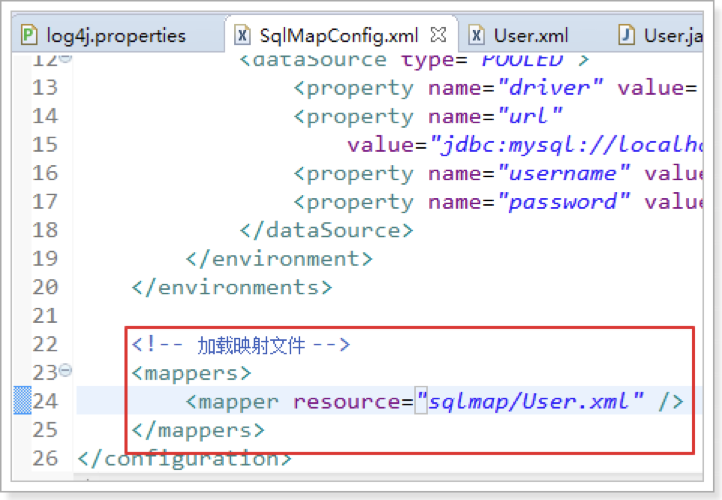 log4j.properties SqlMapConfig.xml User.xml User.ja
12 <dataSource type="POOLED">
13 <property name="driver" value=
14 <property name="url"
15 value="jdbc:mysql://localho
16 <property name="username" valu
17 <property name="password" valu
18 </dataSource>
19 </environment>
20 </environments>
21
22 <!-- 加载映射文件 -->
23 <mappers>
24 <mapper resource="sqlmap/User.xml" />
25 </mappers>
26 </configuration>